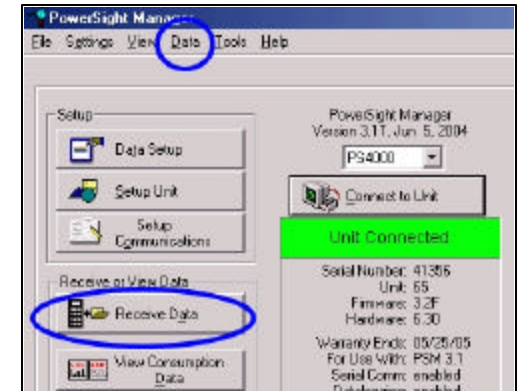 PowerSight Manager
File Settings View Data Tools Help
Setup
Data Setup
Setup Unit
Setup Communications
Receive or View Data
Receive Data
View Consumption Data
PowerSight Manager
Version 3.1T, Jun 5, 2004
PS4000
Connect to Unit
Unit Connected
Serial Number: 41356
Unit: 65
Firmware: 3.2F
Hardware: 6.30
Warranty Ends: 05/25/05
For Use With: PSM 3.1
Serial Comm: enabled